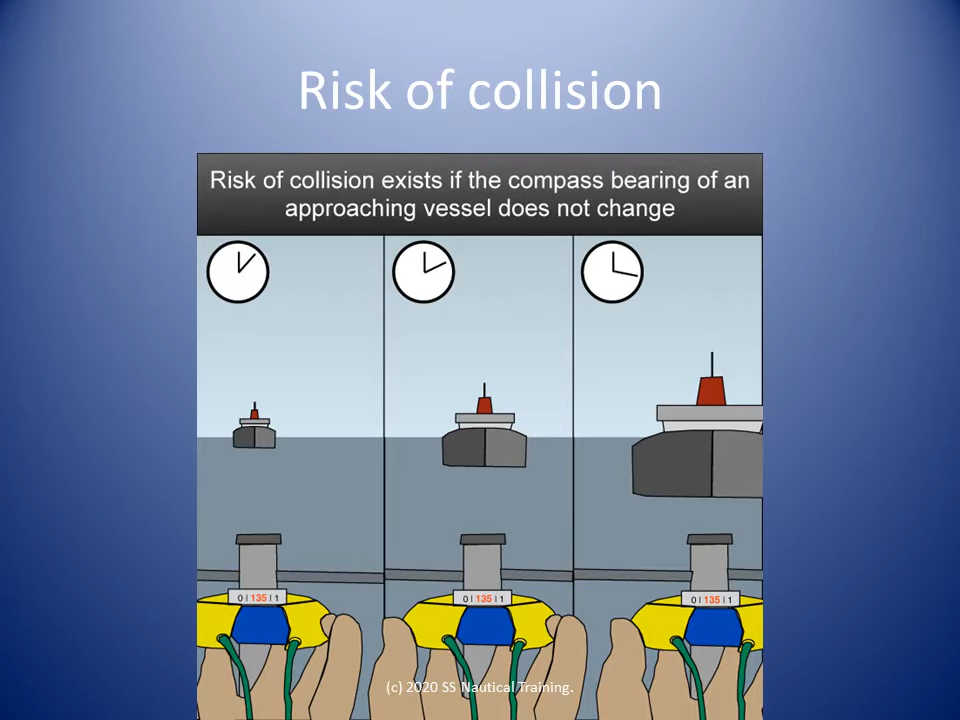 Risk of collision
Risk of collision exists if the compass bearing of an
approaching vessel does not change
0 | 135 | 1
0 | 135 | 1
0 | 135 | 1
(c) 2020 SS Nautical Training.